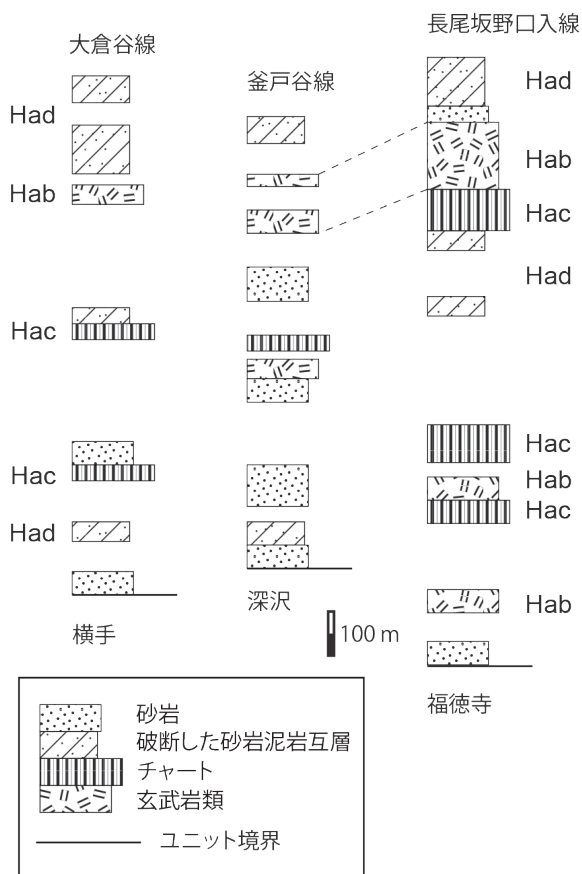 大倉谷線
Had
Hab
Hac
Hac
Had
横手
釜戸谷線
深沢
長尾坂野口入線
Had
Hab
Hac
Had
Hac
Hab
Hac
Hab
福徳寺
100 m
砂岩
破断した砂岩泥岩互層
チャート
玄武岩類
ユニット境界